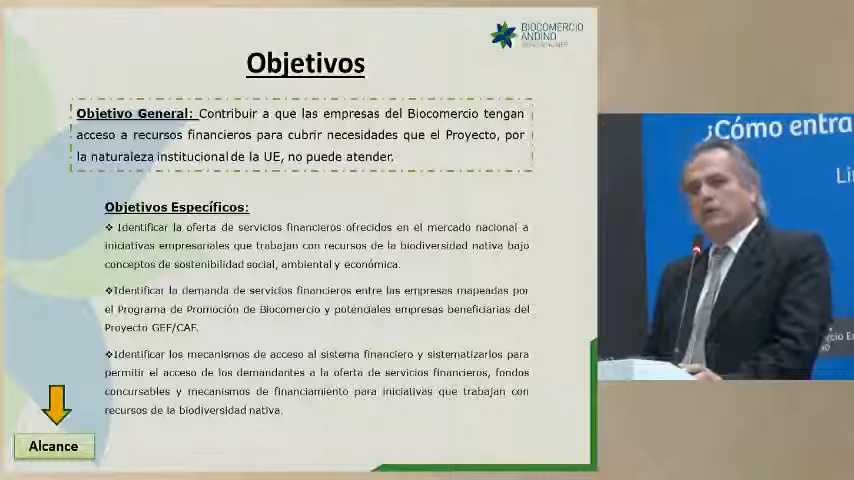 BIOCOMERCIO
ANDINO
Objetivos
Objetivo General: Contribuir a que las empresas del Biocomercio tengan
acceso a recursos financieros para cubrir necesidades que el Proyecto, por
la naturaleza institucional de la UE, no puede atender.
Objetivos Específicos:
❖ Identificar la oferta de servicios financieros ofrecidos en el mercado nacional a
iniciativas empresariales que trabajan con recursos de la biodiversidad nativa bajo
conceptos de sostenibilidad social, ambiental y económica.
❖Identificar la demanda de servicios financieros entre las empresas mapeadas por
el Programa de Promoción de Biocomercio y potenciales empresas beneficiarias del
Proyecto GEF/CAF.
❖Identificar los mecanismos de acceso al sistema financiero y sistematizarlos para
permitir el acceso de los demandantes a la oferta de servicios financieros, fondos
concursables y mecanismos de financiamiento para iniciativas que trabajan con
recursos de la biodiversidad nativa.
Alcance
¿Cómo entra
Li